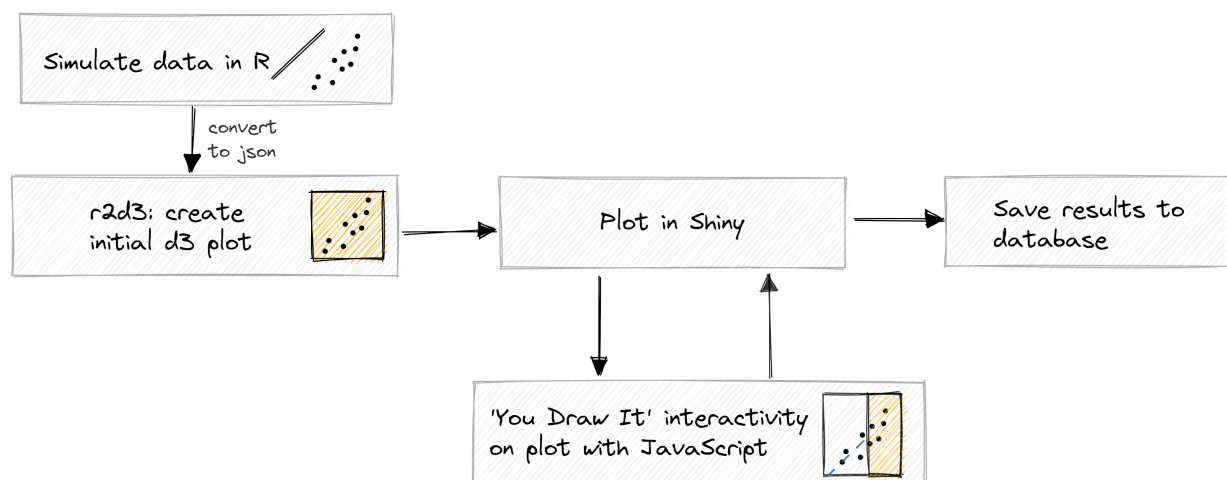 Simulate data in R
convert
to json
r2d3: create
initial d3 plot
Plot in Shiny
Save results to
database
'You Draw It' interactivity
on plot with JavaScript